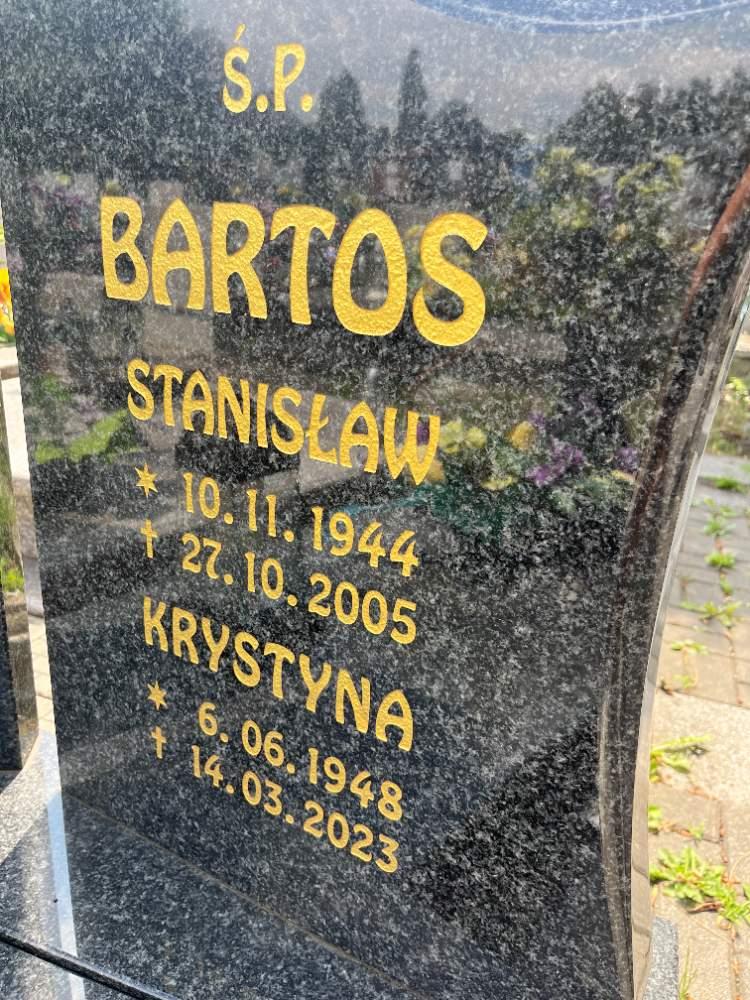 Ś.P.
BARTOS
STANISŁAW
* 10. 11. 1944
† 27. 10. 2005
KRYSTYNA
* 6. 06. 1948
† 14. 03. 2023